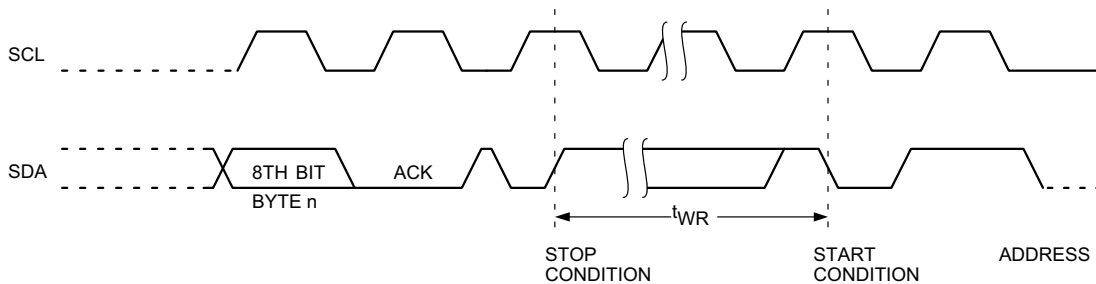 SCL
SDA
8TH BIT
ACK
BYTE n
tWR
STOP
CONDITION
START
CONDITION
ADDRESS